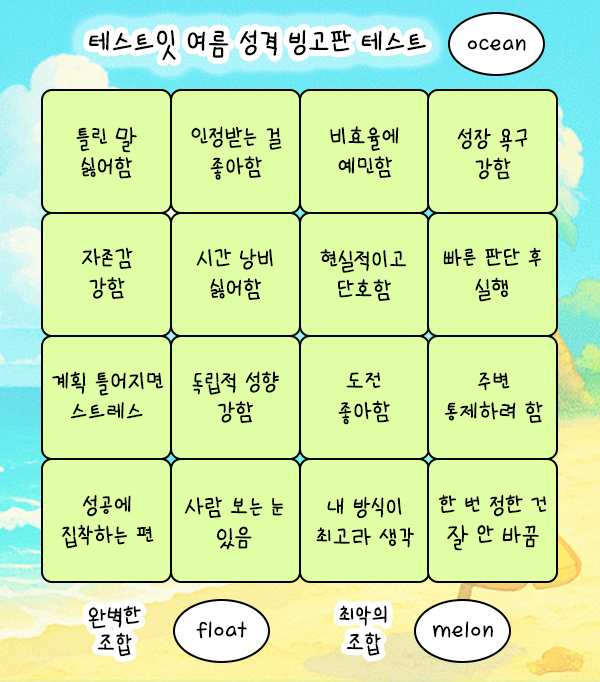 테스트잇 여름 성격 빙고판 테스트
ocean
틀린 말
싫어함
인정받는 걸
좋아함
비효율에
예민함
성장 욕구
강함
자존감
강함
시간 낭비
싫어함
현실적이고
단호함
빠른 판단 후
실행
계획 틀어지면
스트레스
독립적 성향
강함
도전
좋아함
주변
통제하려 함
성공에
집착하는 편
사람 보는 눈
있음
내 방식이
최고라 생각
한 번 정한 건
잘 안 바꿈
완벽한
조합
float
최악의
조합
melon